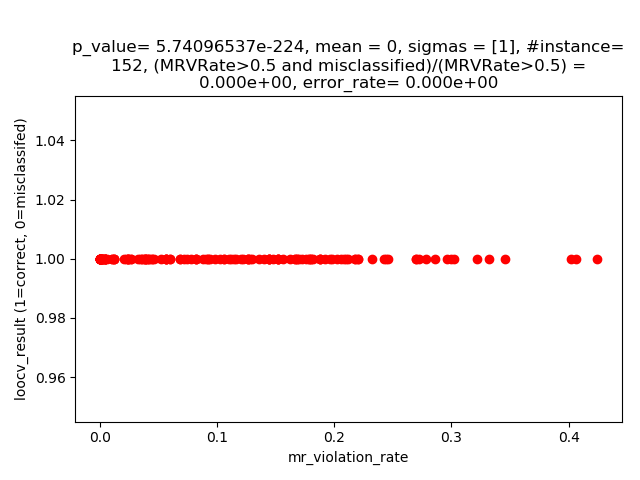 p_value= 5.74096537e-224, mean = 0, sigmas = [1], #instance=
152, (MRVRate>0.5 and misclassified)/(MRVRate>0.5) =
0.000e+00, error_rate= 0.000e+00
loocv_result (1=correct, 0=misclassifed)
1.04
1.02
1.00
0.98
0.96
0.0 0.1 0.2 0.3 0.4
mr_violation_rate